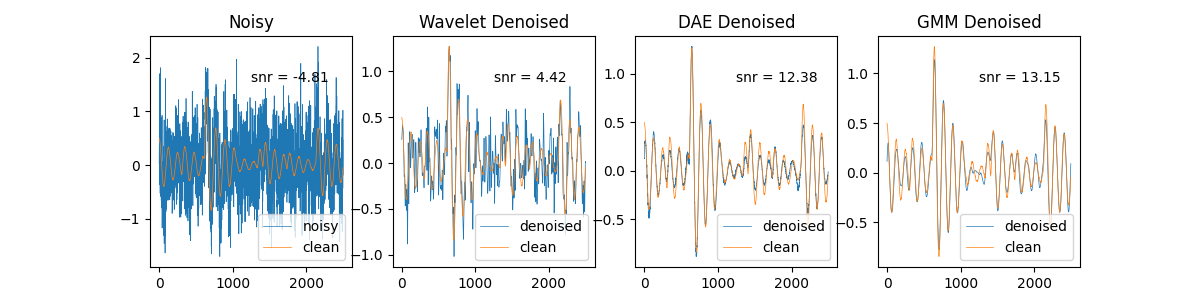 Noisy
snr = -4.81
2
1
0
−1
noisy
clean
0
1000
2000
Wavelet Denoised
snr = 4.42
1.0
0.5
0.0
−0.5
−1.0
denoised
clean
0
1000
2000
DAE Denoised
snr = 12.38
1.0
0.5
0.0
−0.5
denoised
clean
0
1000
2000
GMM Denoised
snr = 13.15
1.0
0.5
0.0
−0.5
denoised
clean
0
1000
2000